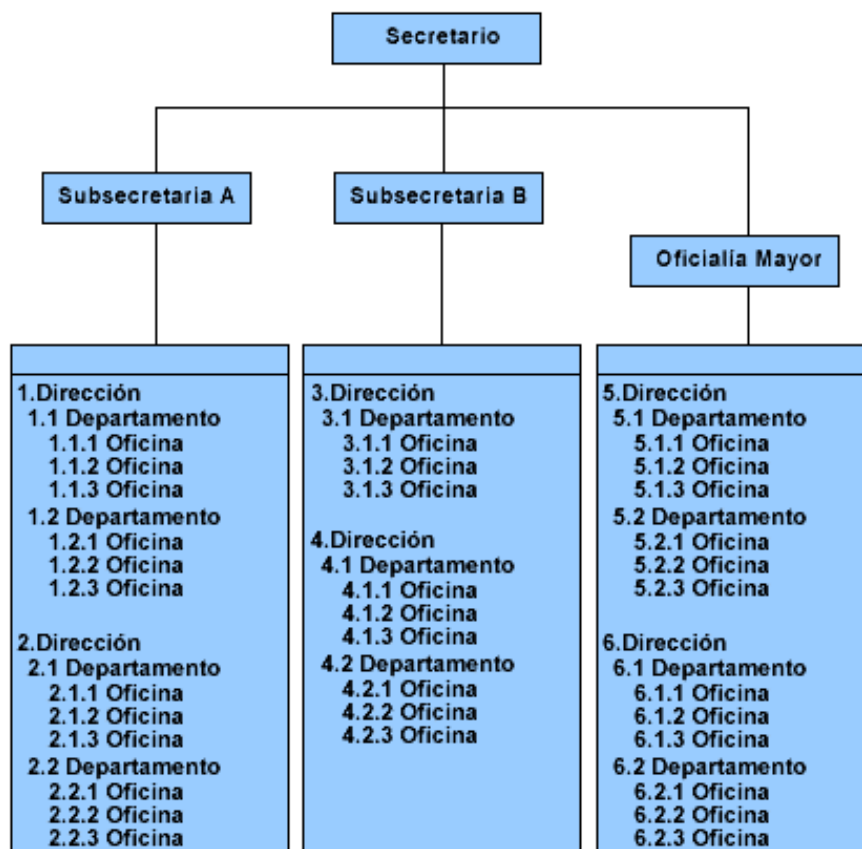 Secretario
Subsecretaria A
Subsecretaria B
Oficialía Mayor
1.Dirección
1.1 Departamento
1.1.1 Oficina
1.1.2 Oficina
1.1.3 Oficina
1.2 Departamento
1.2.1 Oficina
1.2.2 Oficina
1.2.3 Oficina
2.Dirección
2.1 Departamento
2.1.1 Oficina
2.1.2 Oficina
2.1.3 Oficina
2.2 Departamento
2.2.1 Oficina
2.2.2 Oficina
2.2.3 Oficina
3.Dirección
3.1 Departamento
3.1.1 Oficina
3.1.2 Oficina
3.1.3 Oficina
4.Dirección
4.1 Departamento
4.1.1 Oficina
4.1.2 Oficina
4.1.3 Oficina
4.2 Departamento
4.2.1 Oficina
4.2.2 Oficina
4.2.3 Oficina
5.Dirección
5.1 Departamento
5.1.1 Oficina
5.1.2 Oficina
5.1.3 Oficina
5.2 Departamento
5.2.1 Oficina
5.2.2 Oficina
5.2.3 Oficina
6.Dirección
6.1 Departamento
6.1.1 Oficina
6.1.2 Oficina
6.1.3 Oficina
6.2 Departamento
6.2.1 Oficina
6.2.2 Oficina
6.2.3 Oficina